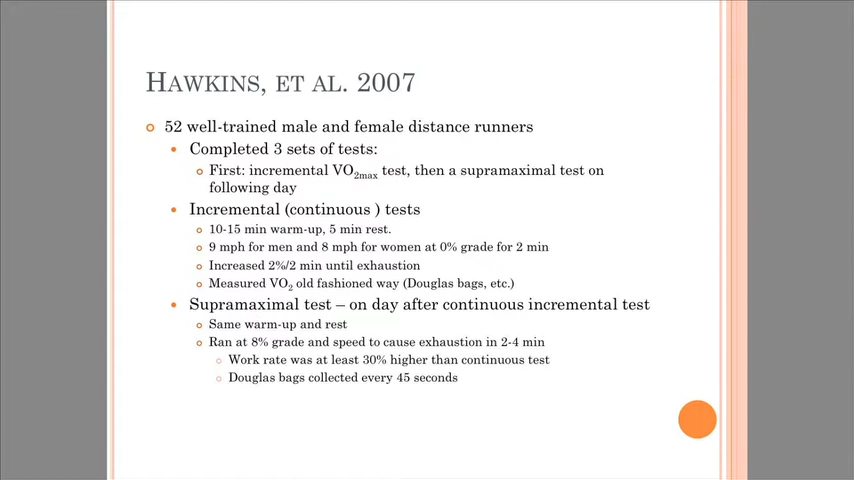 HAWKINS, ET AL. 2007
52 well-trained male and female distance runners
Completed 3 sets of tests:
First: incremental VO2max test, then a supramaximal test on
following day
Incremental (continuous ) tests
10-15 min warm-up, 5 min rest.
9 mph for men and 8 mph for women at 0% grade for 2 min
Increased 2%/2 min until exhaustion
Measured VO2 old fashioned way (Douglas bags, etc.)
Supramaximal test – on day after continuous incremental test
Same warm-up and rest
Ran at 8% grade and speed to cause exhaustion in 2-4 min
Work rate was at least 30% higher than continuous test
Douglas bags collected every 45 seconds